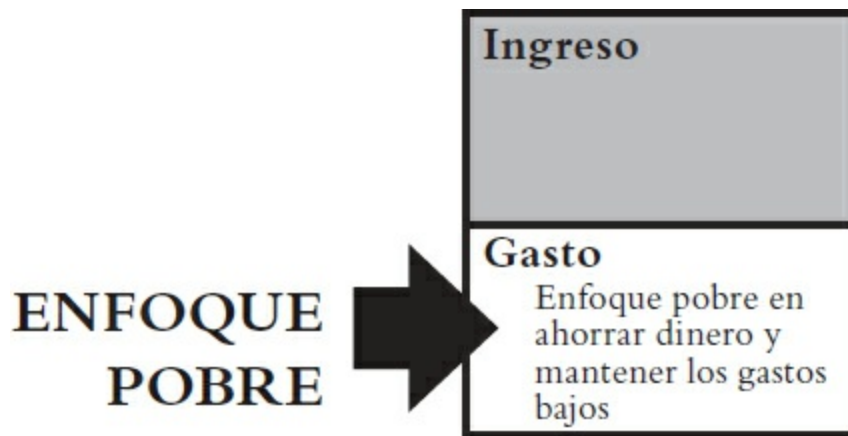 Ingreso
Gasto
Enfoque pobre en
ahorrar dinero y
mantener los gastos
bajos
ENFOQUE
POBRE